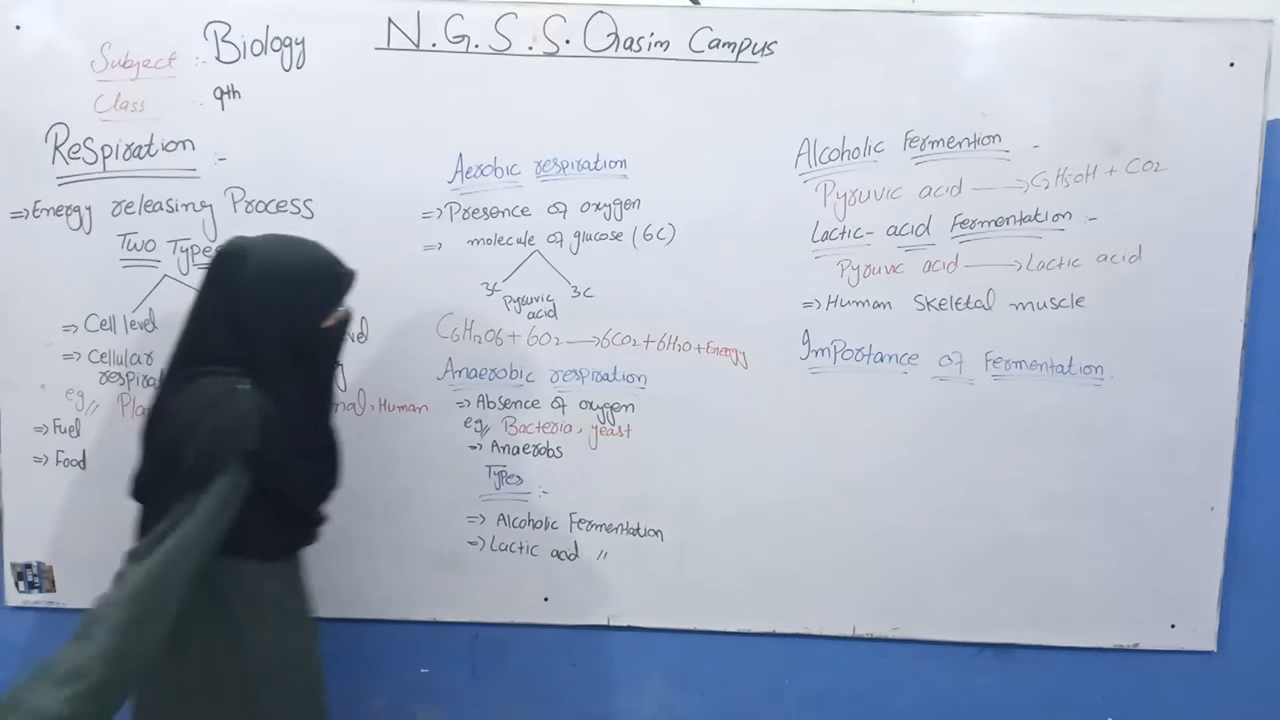 N.G.S.S. Qasim Campus
Subject :- Biology
Class 9th
Respiration :-
=> Energy releasing Process
Two Types
=> Cell level
=> Cellular
eg,,
Human
=> Fuel
=> Food
Aerobic respiration
=> Presence of oxygen
=> molecule of glucose (6C)
3C 3C
Pyruvic
acid
C6H12O6 + 6O2 → 6CO2 + 6H2O + Energy
Anaerobic respiration
=> Absence of oxygen
eg,, Bacteria, yeast
=> Anaerobs
Types :-
=> Alcoholic Fermentation
=> Lactic acid "
Alcoholic Fermention -
Pyruvic acid → C2H5OH + CO2
Lactic- acid Fermentation :-
Pyruvic acid → Lactic acid
=> Human Skeletal muscle
Importance of Fermentation.